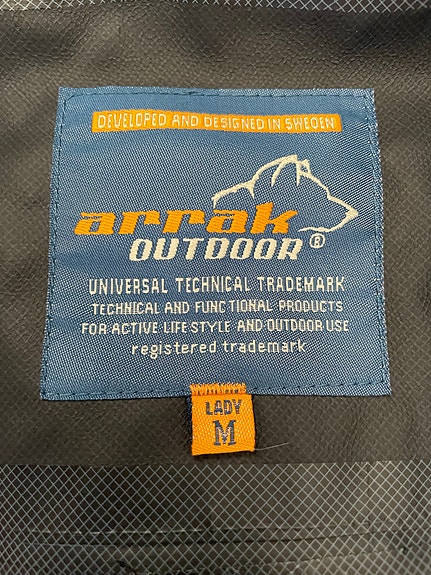 DEVELOPED AND DESIGNED IN SWEDEN
arrak
OUTDOOR®
UNIVERSAL TECHNICAL TRADEMARK
TECHNICAL AND FUNCTIONAL PRODUCTS
FOR ACTIVE LIFE STYLE AND OUTDOOR USE
registered trademark
LADY
M